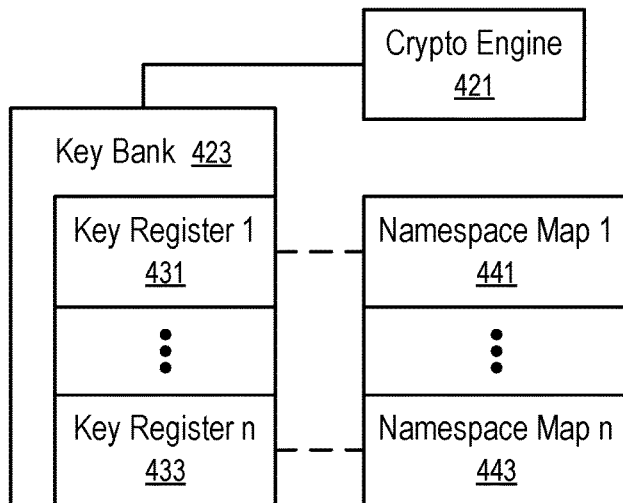 Crypto Engine
421
Key Bank 423
Key Register 1
431
Namespace Map 1
441
Key Register n
433
Namespace Map n
443